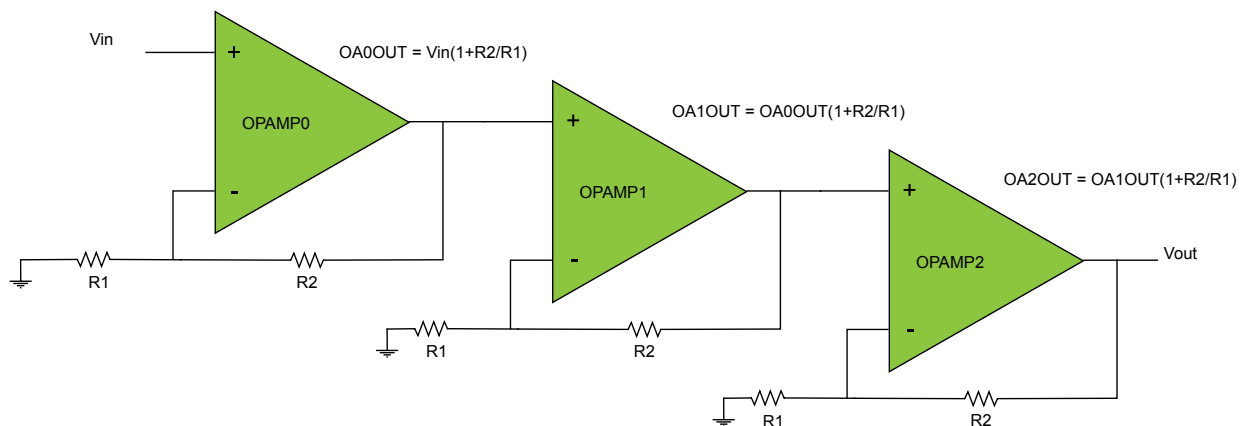 Vin
+
OPAMP0
-
OA0OUT = Vin(1+R2/R1)
R1
R2
+
OPAMP1
-
OA1OUT = OA0OUT(1+R2/R1)
R1
R2
+
OPAMP2
-
OA2OUT = OA1OUT(1+R2/R1)
Vout
R1
R2